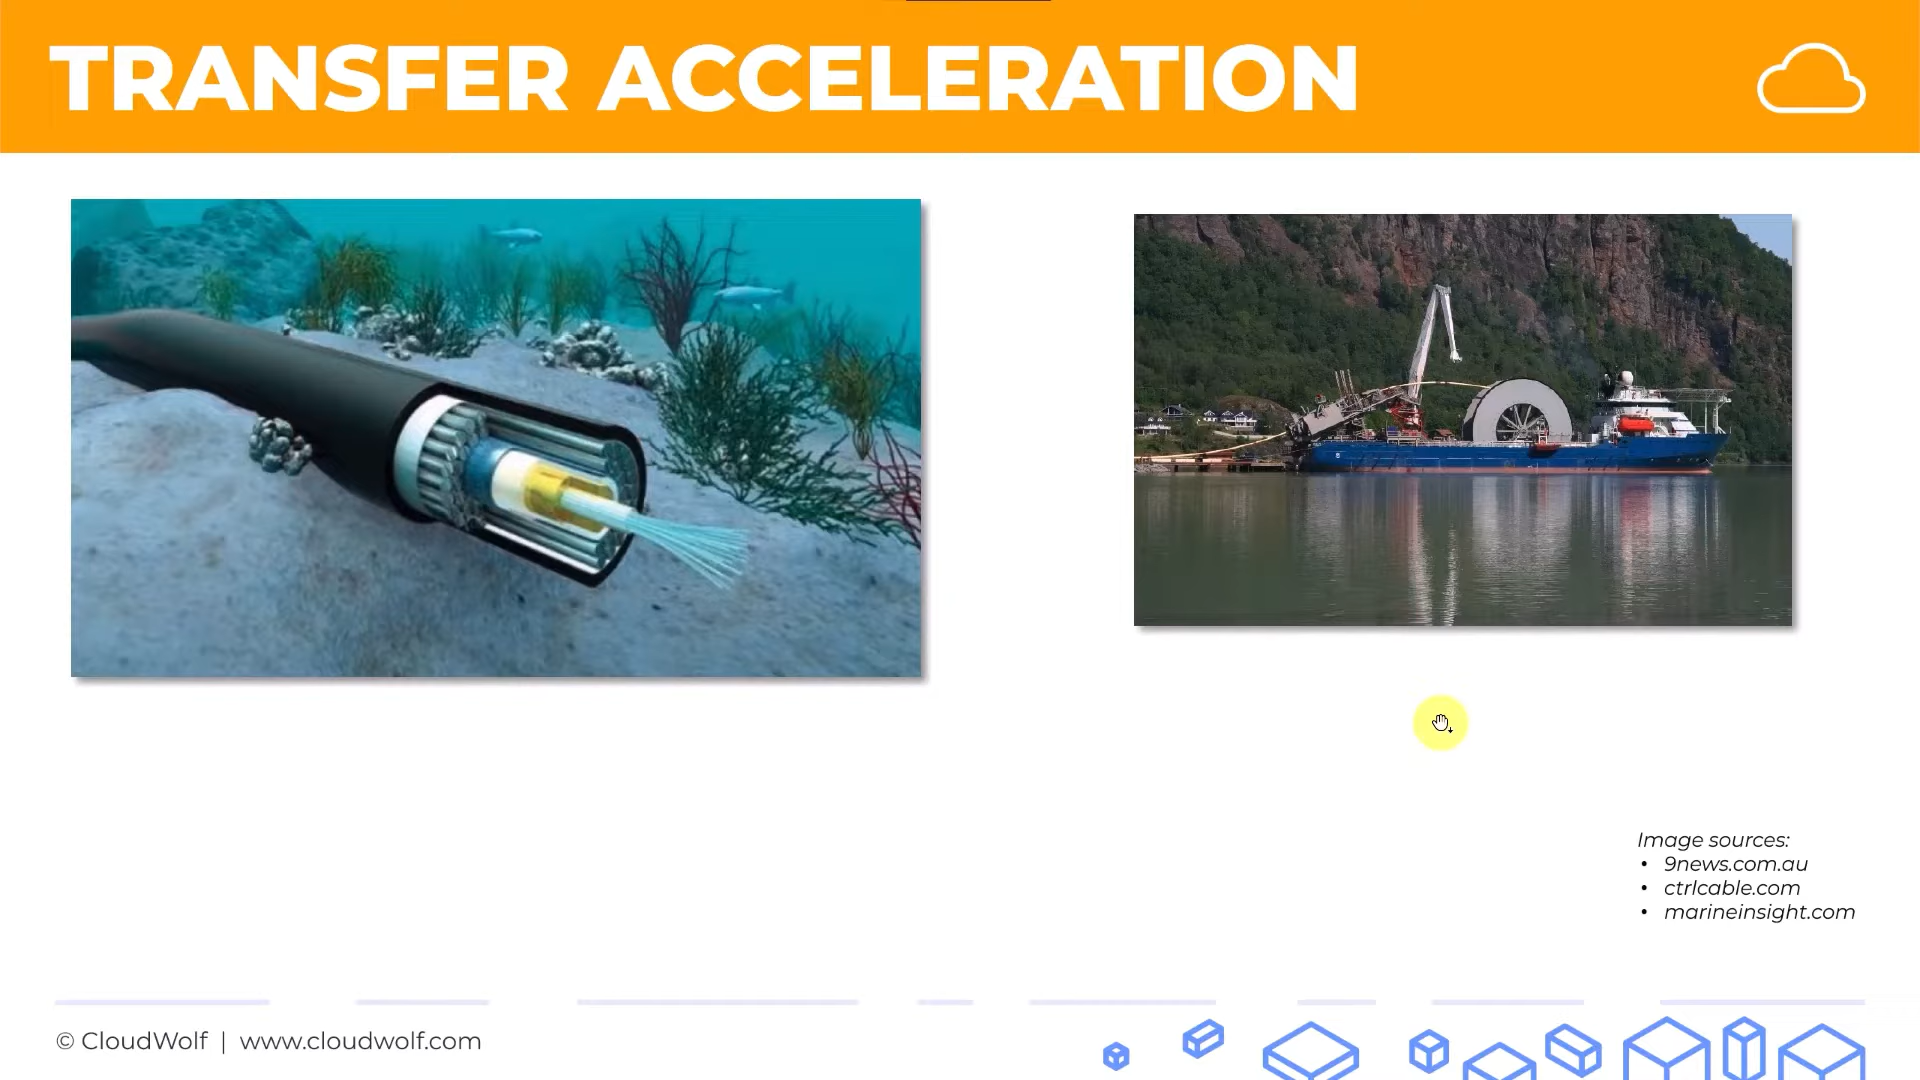 TRANSFER ACCELERATION
Image sources:
• 9news.com.au
• ctrlcable.com
• marineinsight.com
© CloudWolf | www.cloudwolf.com